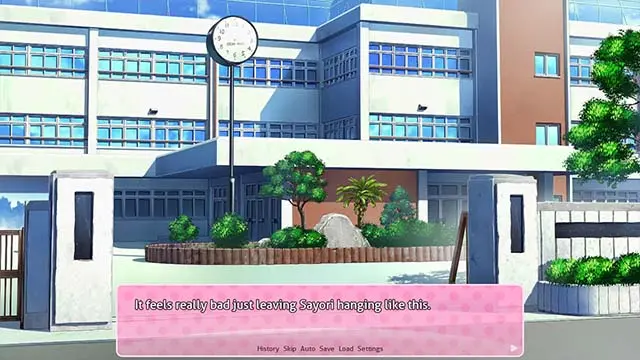 It feels really bad just leaving Sayori hanging like this.
History Skip Auto Save Load Settings